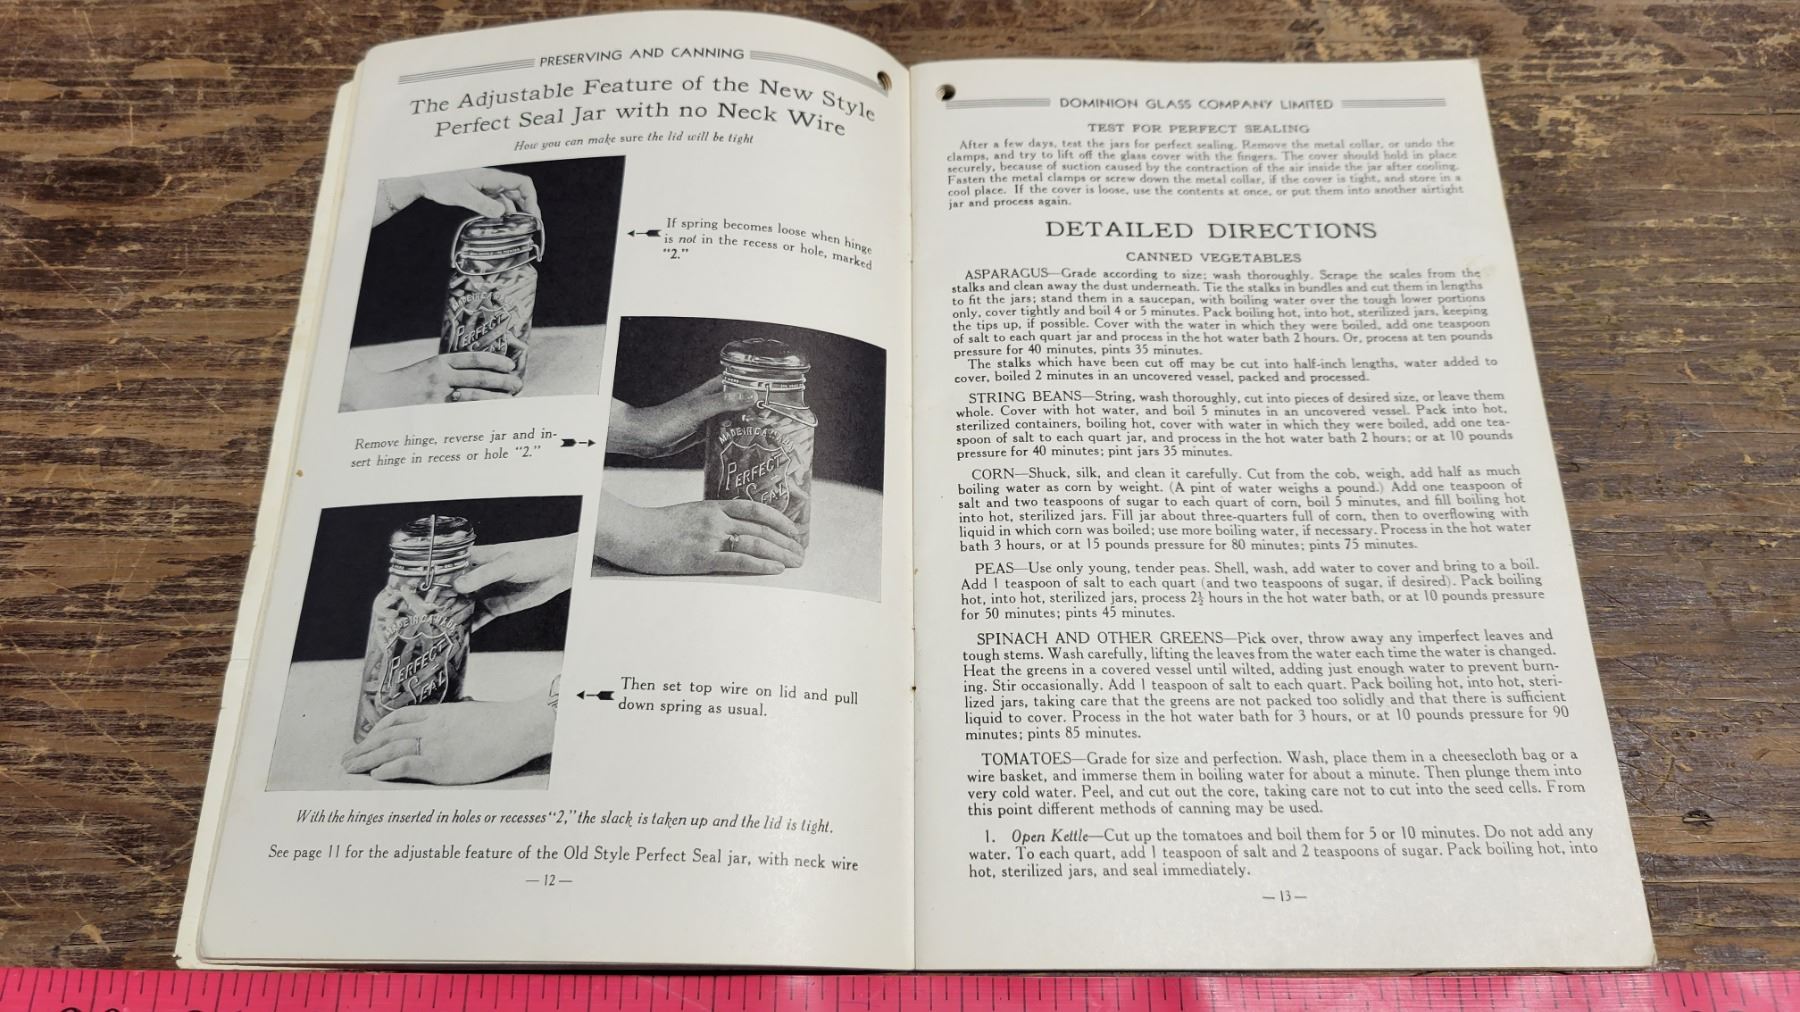 PRESERVING AND CANNING
The Adjustable Feature of the New Style
Perfect Seal Jar with no Neck Wire
How you can make sure the lid will be tight
If spring becomes loose when hinge
is not in the recess or hole, marked
"2."
MADE IN CANADA
PERFECT
SEAL
Remove hinge, reverse jar and in-
sert hinge in recess or hole "2."
MADE IN CANADA
PERFECT
SEAL
MADE IN CANADA
PERFECT
SEAL
Then set top wire on lid and pull
down spring as usual.
With the hinges inserted in holes or recesses "2," the slack is taken up and the lid is tight.
See page 11 for the adjustable feature of the Old Style Perfect Seal jar, with neck wire
—12—
DOMINION GLASS COMPANY LIMITED
TEST FOR PERFECT SEALING
After a few days, test the jars for perfect sealing. Remove the metal collar, or undo the
clamps, and try to lift off the glass cover with the fingers. The cover should hold in place
securely, because of suction caused by the contraction of the air inside the jar after cooling.
Fasten the metal clamps or screw down the metal collar, if the cover is tight, and store in a
cool place. If the cover is loose, use the contents at once, or put them into another airtight
jar and process again.
DETAILED DIRECTIONS
CANNED VEGETABLES
ASPARAGUS—Grade according to size; wash thoroughly. Scrape the scales from the
stalks and clean away the dust underneath. Tie the stalks in bundles and cut them in lengths
to fit the jars; stand them in a saucepan, with boiling water over the tough lower portions
only, cover tightly and boil 4 or 5 minutes. Pack boiling hot, into hot, sterilized jars, keeping
the tips up, if possible. Cover with the water in which they were boiled, add one teaspoon
of salt to each quart jar and process in the hot water bath 2 hours. Or, process at ten pounds
pressure for 40 minutes, pints 35 minutes.
The stalks which have been cut off may be cut into half-inch lengths, water added to
cover, boiled 2 minutes in an uncovered vessel, packed and processed.
STRING BEANS—String, wash thoroughly, cut into pieces of desired size, or leave them
whole. Cover with hot water, and boil 5 minutes in an uncovered vessel. Pack into hot,
sterilized containers, boiling hot, cover with water in which they were boiled, add one tea-
spoon of salt to each quart jar, and process in the hot water bath 2 hours; or at 10 pounds
pressure for 40 minutes; pint jars 35 minutes.
CORN—Shuck, silk, and clean it carefully. Cut from the cob, weigh, add half as much
boiling water as corn by weight. (A pint of water weighs a pound.) Add one teaspoon of
salt and two teaspoons of sugar to each quart of corn, boil 5 minutes, and fill boiling hot
into hot, sterilized jars. Fill jar about three-quarters full of corn, then to overflowing with
liquid in which corn was boiled; use more boiling water, if necessary. Process in the hot water
bath 3 hours, or at 15 pounds pressure for 80 minutes; pints 75 minutes.
PEAS—Use only young, tender peas. Shell, wash, add water to cover and bring to a boil.
Add 1 teaspoon of salt to each quart (and two teaspoons of sugar, if desired). Pack boiling
hot, into hot, sterilized jars, process 2½ hours in the hot water bath, or at 10 pounds pressure
for 50 minutes; pints 45 minutes.
SPINACH AND OTHER GREENS—Pick over, throw away any imperfect leaves and
tough stems. Wash carefully, lifting the leaves from the water each time the water is changed.
Heat the greens in a covered vessel until wilted, adding just enough water to prevent burn-
ing. Stir occasionally. Add 1 teaspoon of salt to each quart. Pack boiling hot, into hot, steri-
lized jars, taking care that the greens are not packed too solidly and that there is sufficient
liquid to cover. Process in the hot water bath for 3 hours, or at 10 pounds pressure for 90
minutes; pints 85 minutes.
TOMATOES—Grade for size and perfection. Wash, place them in a cheesecloth bag or a
wire basket, and immerse them in boiling water for about a minute. Then plunge them into
very cold water. Peel, and cut out the core, taking care not to cut into the seed cells. From
this point different methods of canning may be used.
1. Open Kettle—Cut up the tomatoes and boil them for 5 or 10 minutes. Do not add any
water. To each quart, add 1 teaspoon of salt and 2 teaspoons of sugar. Pack boiling hot, into
hot, sterilized jars, and seal immediately.
—13—